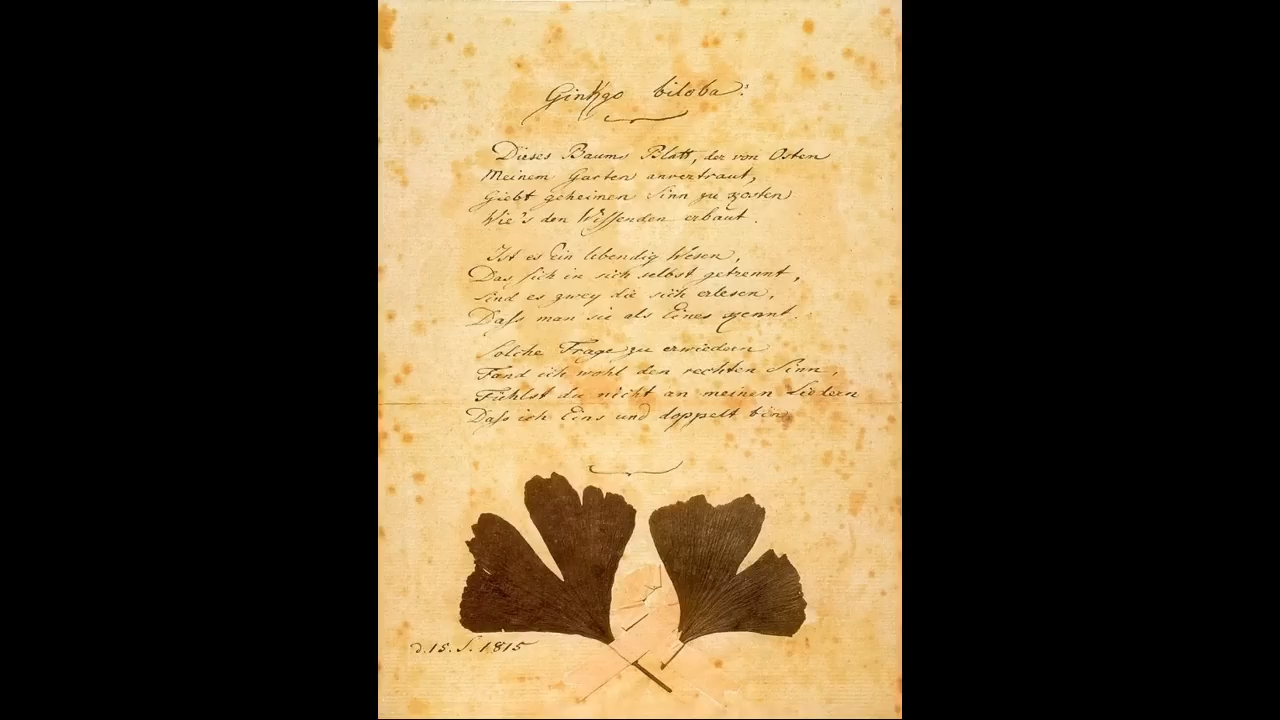 Ginkgo biloba.
Dieses Baums Blatt, der von Osten
Meinem Garten anvertraut,
Giebt geheimen Sinn zu kosten
Wie's den Wissenden erbaut.
Ist es Ein lebendig Wesen,
Das sich in sich selbst getrennt,
Sind es zwey die sich erlesen,
Dass man sie als Eines kennt.
Solche Frage zu erwiedern
Fand ich wohl den rechten Sinn,
Fühlst du nicht an meinen Liedern
Dass ich Eins und doppelt bin.
d. 15. S. 1815